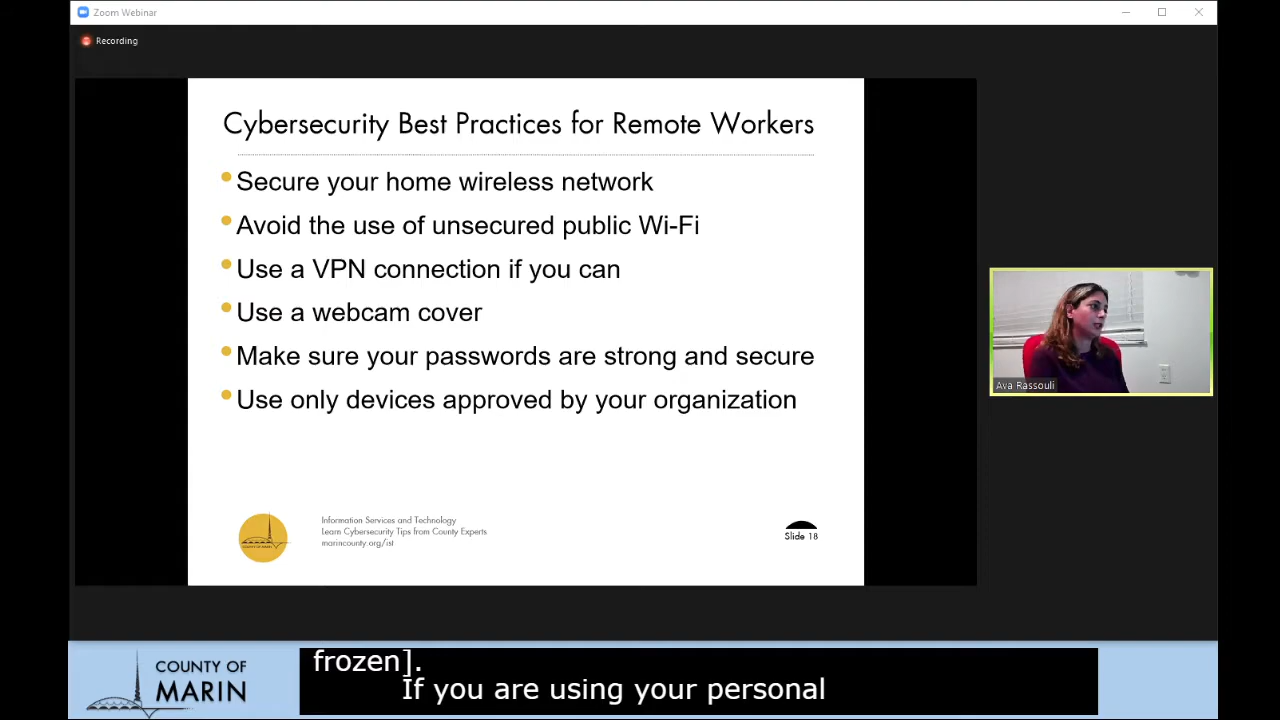 Zoom Webinar
Recording
Cybersecurity Best Practices for Remote Workers
Secure your home wireless network
Avoid the use of unsecured public Wi-Fi
Use a VPN connection if you can
Use a webcam cover
Make sure your passwords are strong and secure
Use only devices approved by your organization
Ava Rassouli
Information Services and Technology
Learn Cybersecurity Tips from County Experts
marincounty.org/ist
Slide 18
COUNTY OF
MARIN
frozen].
If you are using your personal